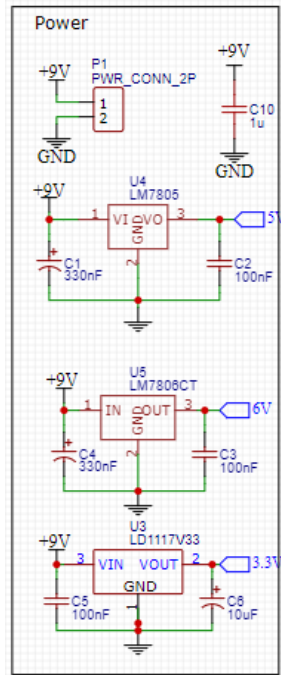 Power
+9V
P1
PWR_CONN_2P
1
2
GND
+9V
C10
1u
GND
+9V
U4
LM7805
1
VI
VO
3
GND
2
5V
C1
330nF
C2
100nF
+9V
U5
LM7806CT
1
IN
OUT
3
GND
2
6V
C4
330nF
C3
100nF
+9V
U3
LD1117V33
3
VIN
VOUT
2
3.3V
GND
1
C5
100nF
C6
10uF